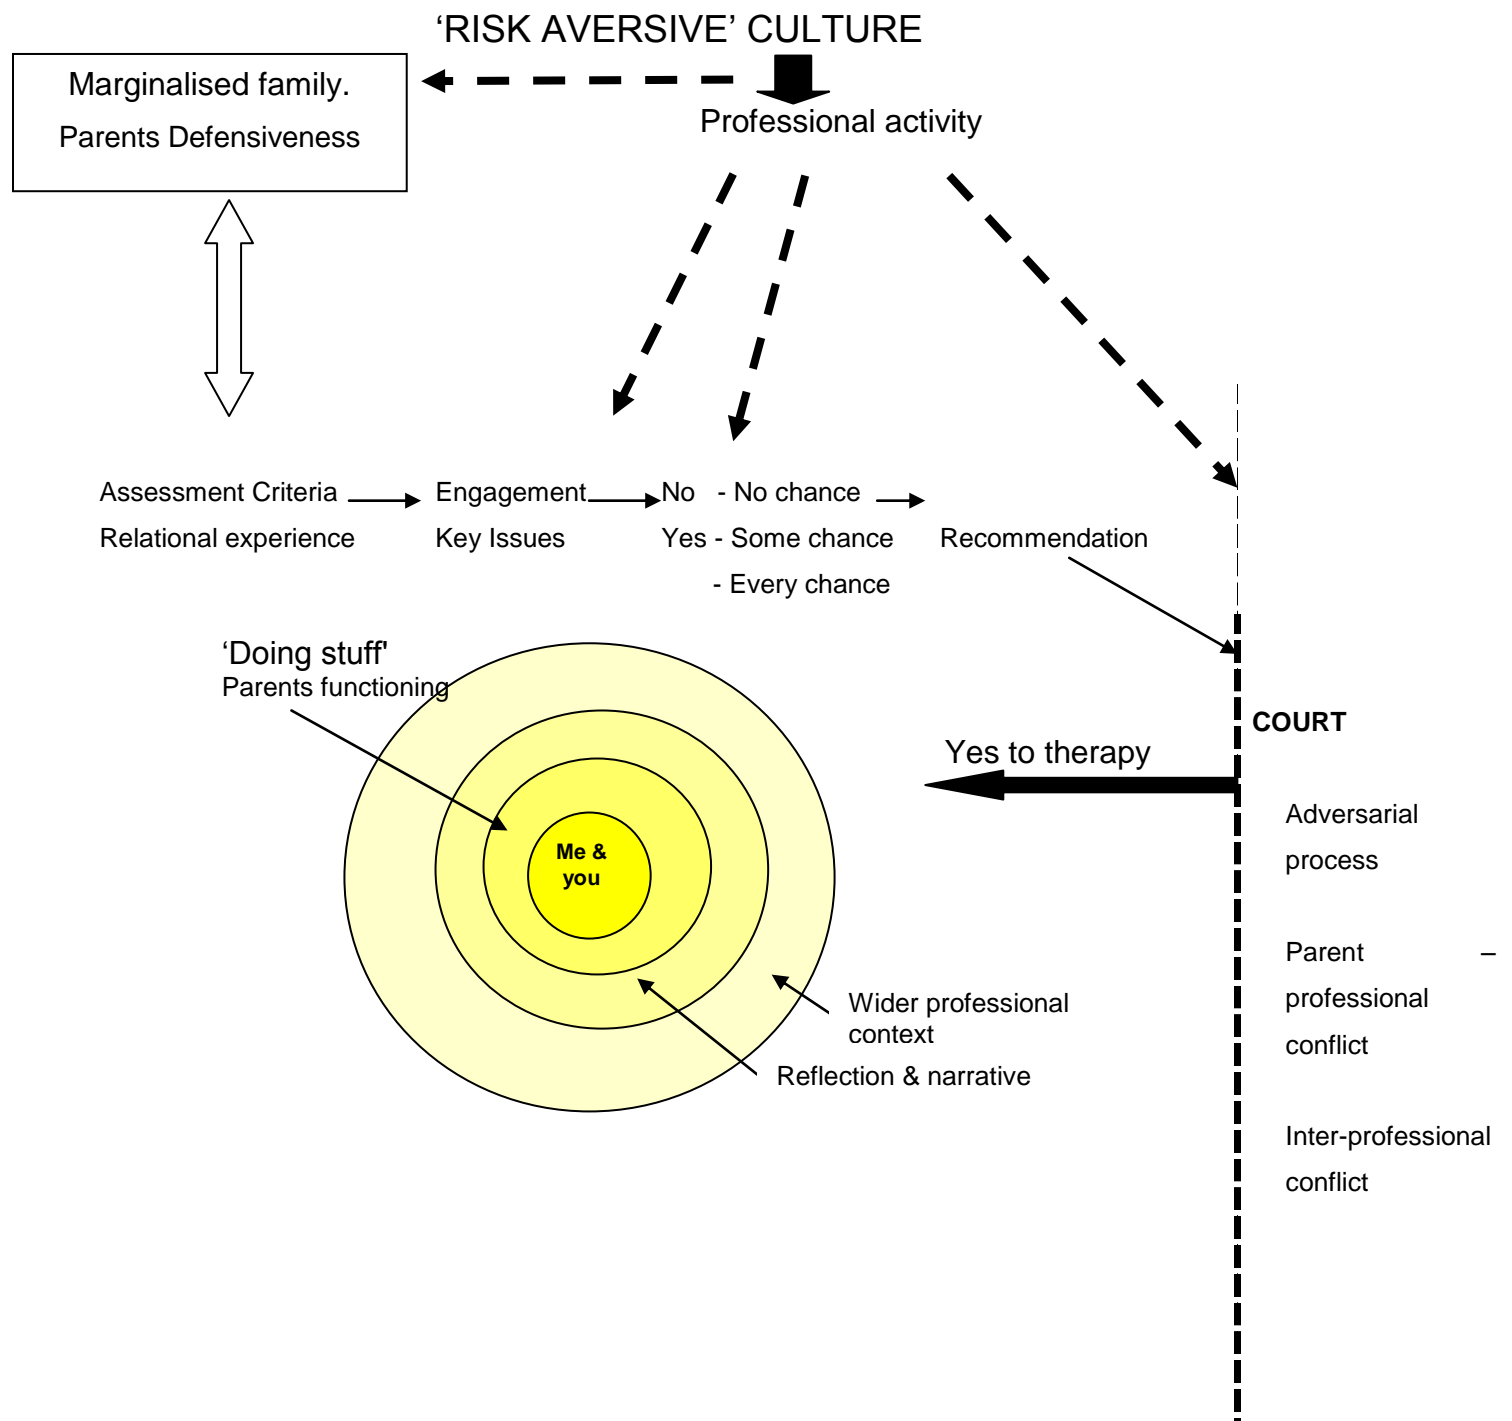 ‘RISK AVERSIVE’ CULTURE
Marginalised family.
Parents Defensiveness
Professional activity
Assessment Criteria
Relational experience
Engagement
Key Issues
No - No chance
Yes - Some chance
- Every chance
Recommendation
‘Doing stuff'
Parents functioning
Me &
you
Wider professional
context
Reflection & narrative
Yes to therapy
COURT
Adversarial
process
Parent –
professional
conflict
Inter-professional
conflict